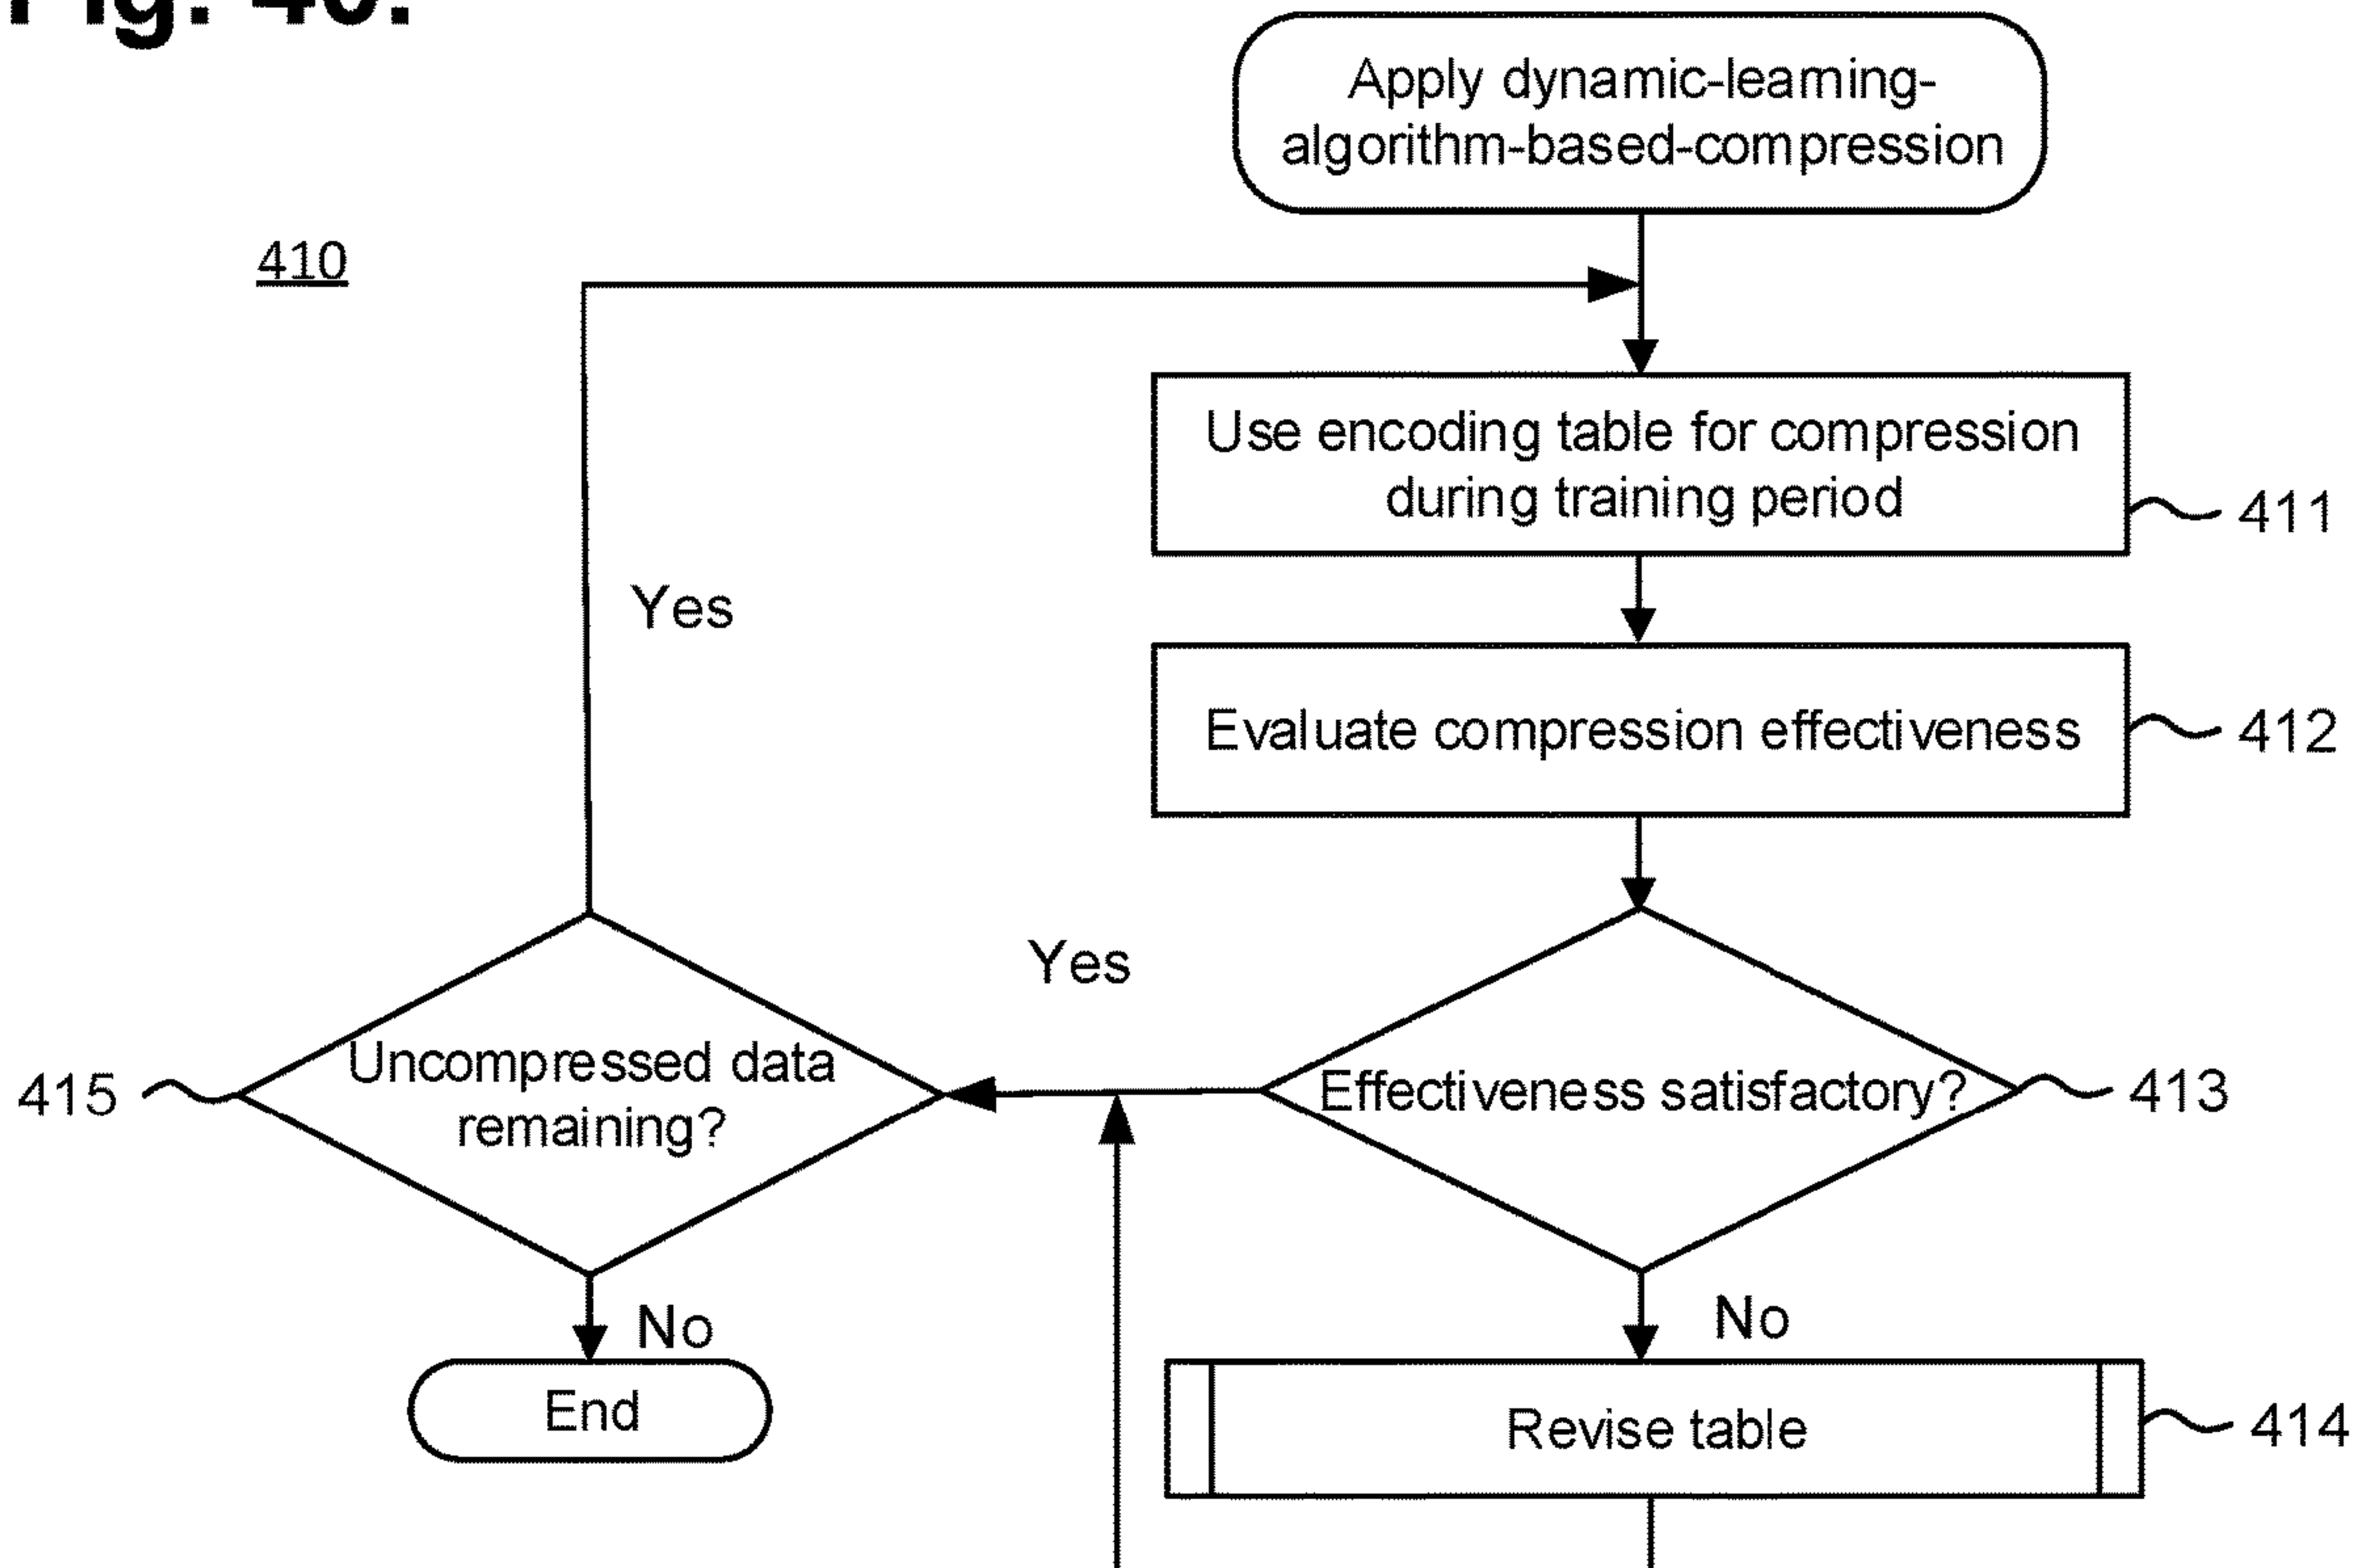 Fig.
Apply dynamic-learning-
algorithm-based-compression
410
Use encoding table for compression
during training period
411
Yes
Evaluate compression effectiveness
412
Yes
Uncompressed data
remaining?
415
Effectiveness satisfactory?
413
No
No
End
Revise table
414